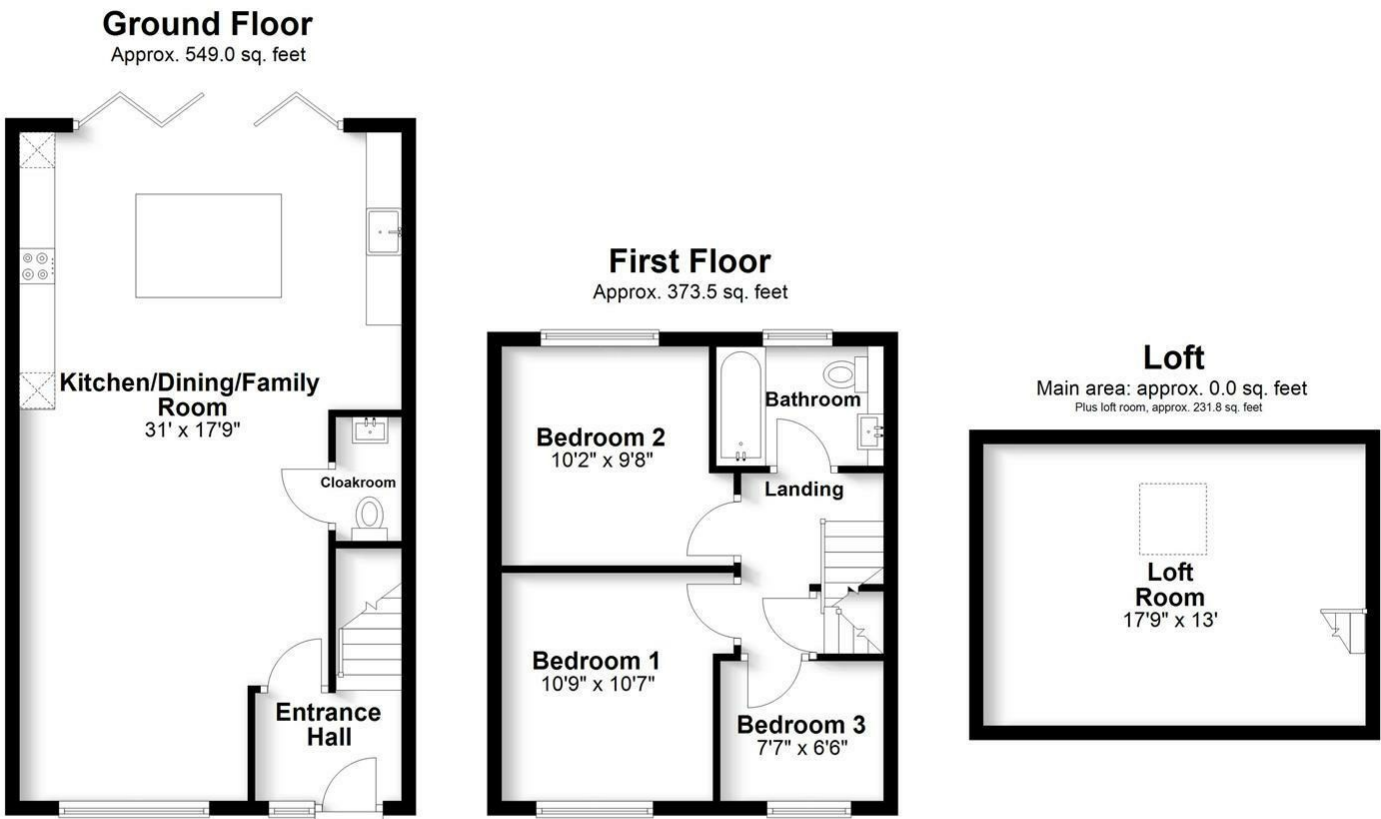 Ground Floor
Approx. 549.0 sq. feet
Kitchen/Dining/Family
Room
31' x 17'9"
Cloakroom
Entrance
Hall
First Floor
Approx. 373.5 sq. feet
Bedroom 2
10'2" x 9'8"
Bathroom
Landing
Bedroom 1
10'9" x 10'7"
Bedroom 3
7'7" x 6'6"
Loft
Main area: approx. 0.0 sq. feet
Plus loft room, approx. 231.8 sq. feet
Loft
Room
17'9" x 13'